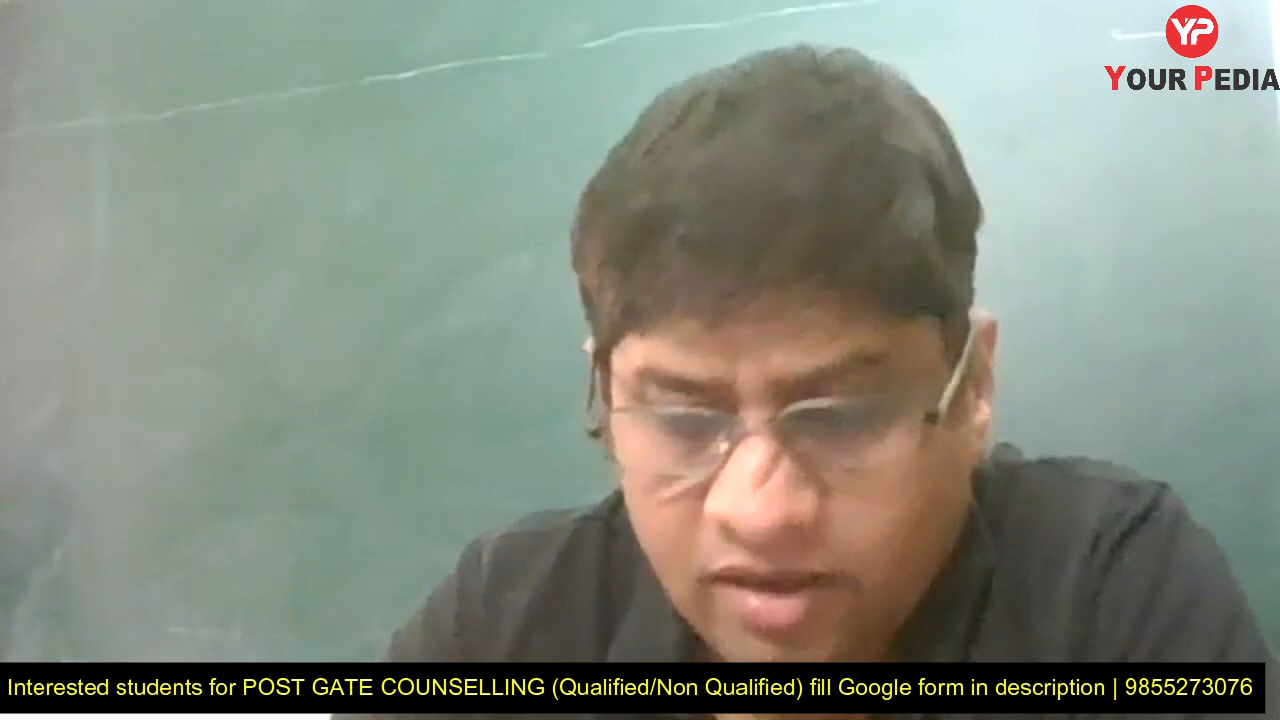 YP
YOUR PEDIA
Interested students for POST GATE COUNSELLING (Qualified/Non Qualified) fill Google form in description | 9855273076